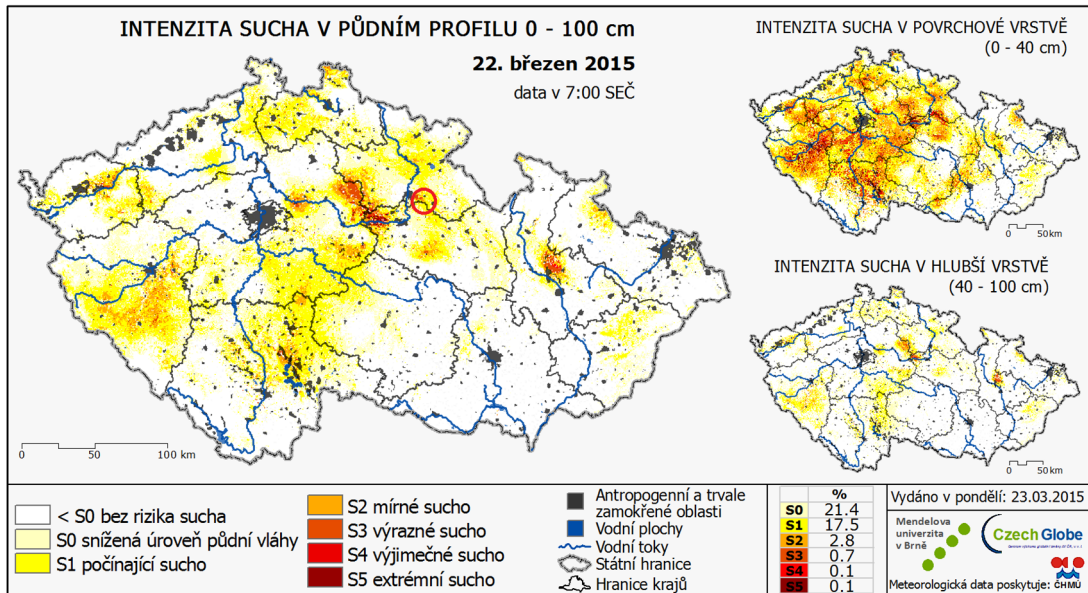 INTENZITA SUCHA V PŮDNÍM PROFILU 0 - 100 cm
22. březen 2015
data v 7:00 SEČ
0 50 100 km
INTENZITA SUCHA V POVRCHOVÉ VRSTVĚ
(0 - 40 cm)
0 50 km
INTENZITA SUCHA V HLUBŠÍ VRSTVĚ
(40 - 100 cm)
0 50 km
< S0 bez rizika sucha
S0 snížená úroveň půdní vláhy
S1 počínající sucho
S2 mírné sucho
S3 výrazné sucho
S4 výjimečné sucho
S5 extrémní sucho
Antropogenní a trvale
zamokřené oblasti
Vodní plochy
Vodní toky
Státní hranice
Hranice krajů
%
S0 21.4
S1 17.5
S2 2.8
S3 0.7
S4 0.1
S5 0.1
Vydáno v pondělí: 23.03.2015
Mendelova
univerzita
v Brně
CzechGlobe
Meteorologická data poskytuje: ČHMÚ